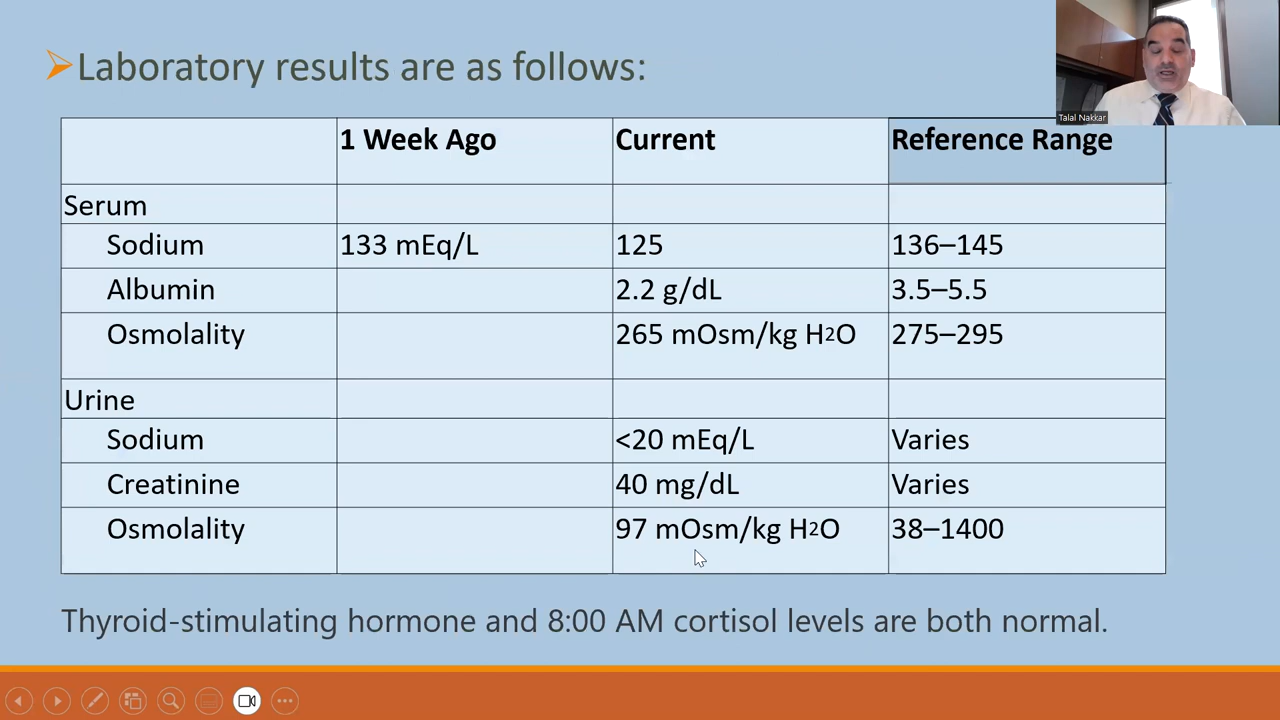 Laboratory results are as follows:
Talal Nakkar
1 Week Ago Current Reference Range
Serum
Sodium 133 mEq/L 125 136–145
Albumin 2.2 g/dL 3.5–5.5
Osmolality 265 mOsm/kg H2O 275–295
Urine
Sodium <20 mEq/L Varies
Creatinine 40 mg/dL Varies
Osmolality 97 mOsm/kg H2O 38–1400
Thyroid-stimulating hormone and 8:00 AM cortisol levels are both normal.